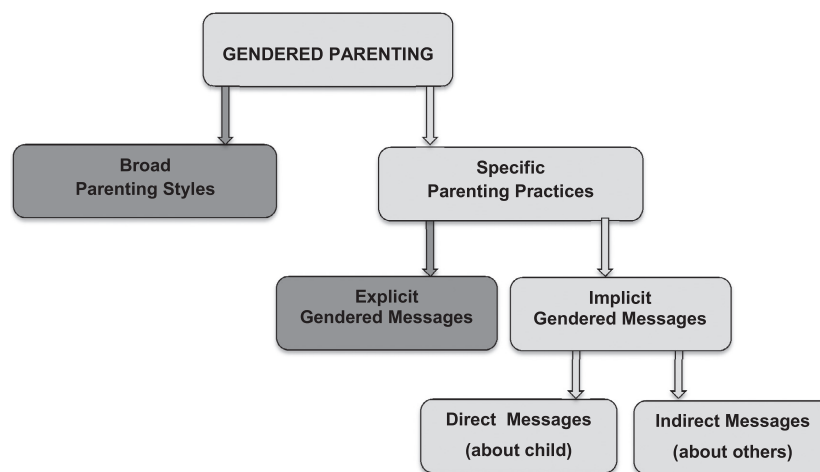 GENDERED PARENTING
Broad
Parenting Styles
Specific
Parenting Practices
Explicit
Gendered Messages
Implicit
Gendered Messages
Direct Messages
(about child)
Indirect Messages
(about others)